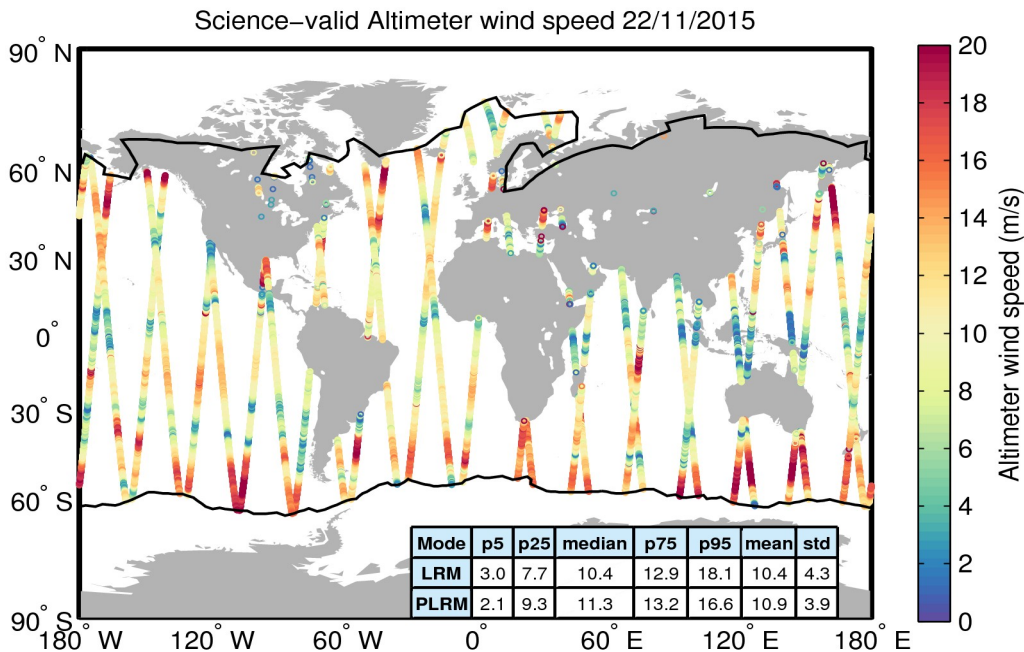 Science−valid Altimeter wind speed 22/11/2015
90° N
60° N
30° N
0°
30° S
60° S
90° S
180° W
120° W
60° W
0°
60° E
120° E
180° E
Mode p5 p25 median p75 p95 mean std
LRM 3.0 7.7 10.4 12.9 18.1 10.4 4.3
PLRM 2.1 9.3 11.3 13.2 16.6 10.9 3.9
20
18
16
14
12
10
8
6
4
2
0
Altimeter wind speed (m/s)